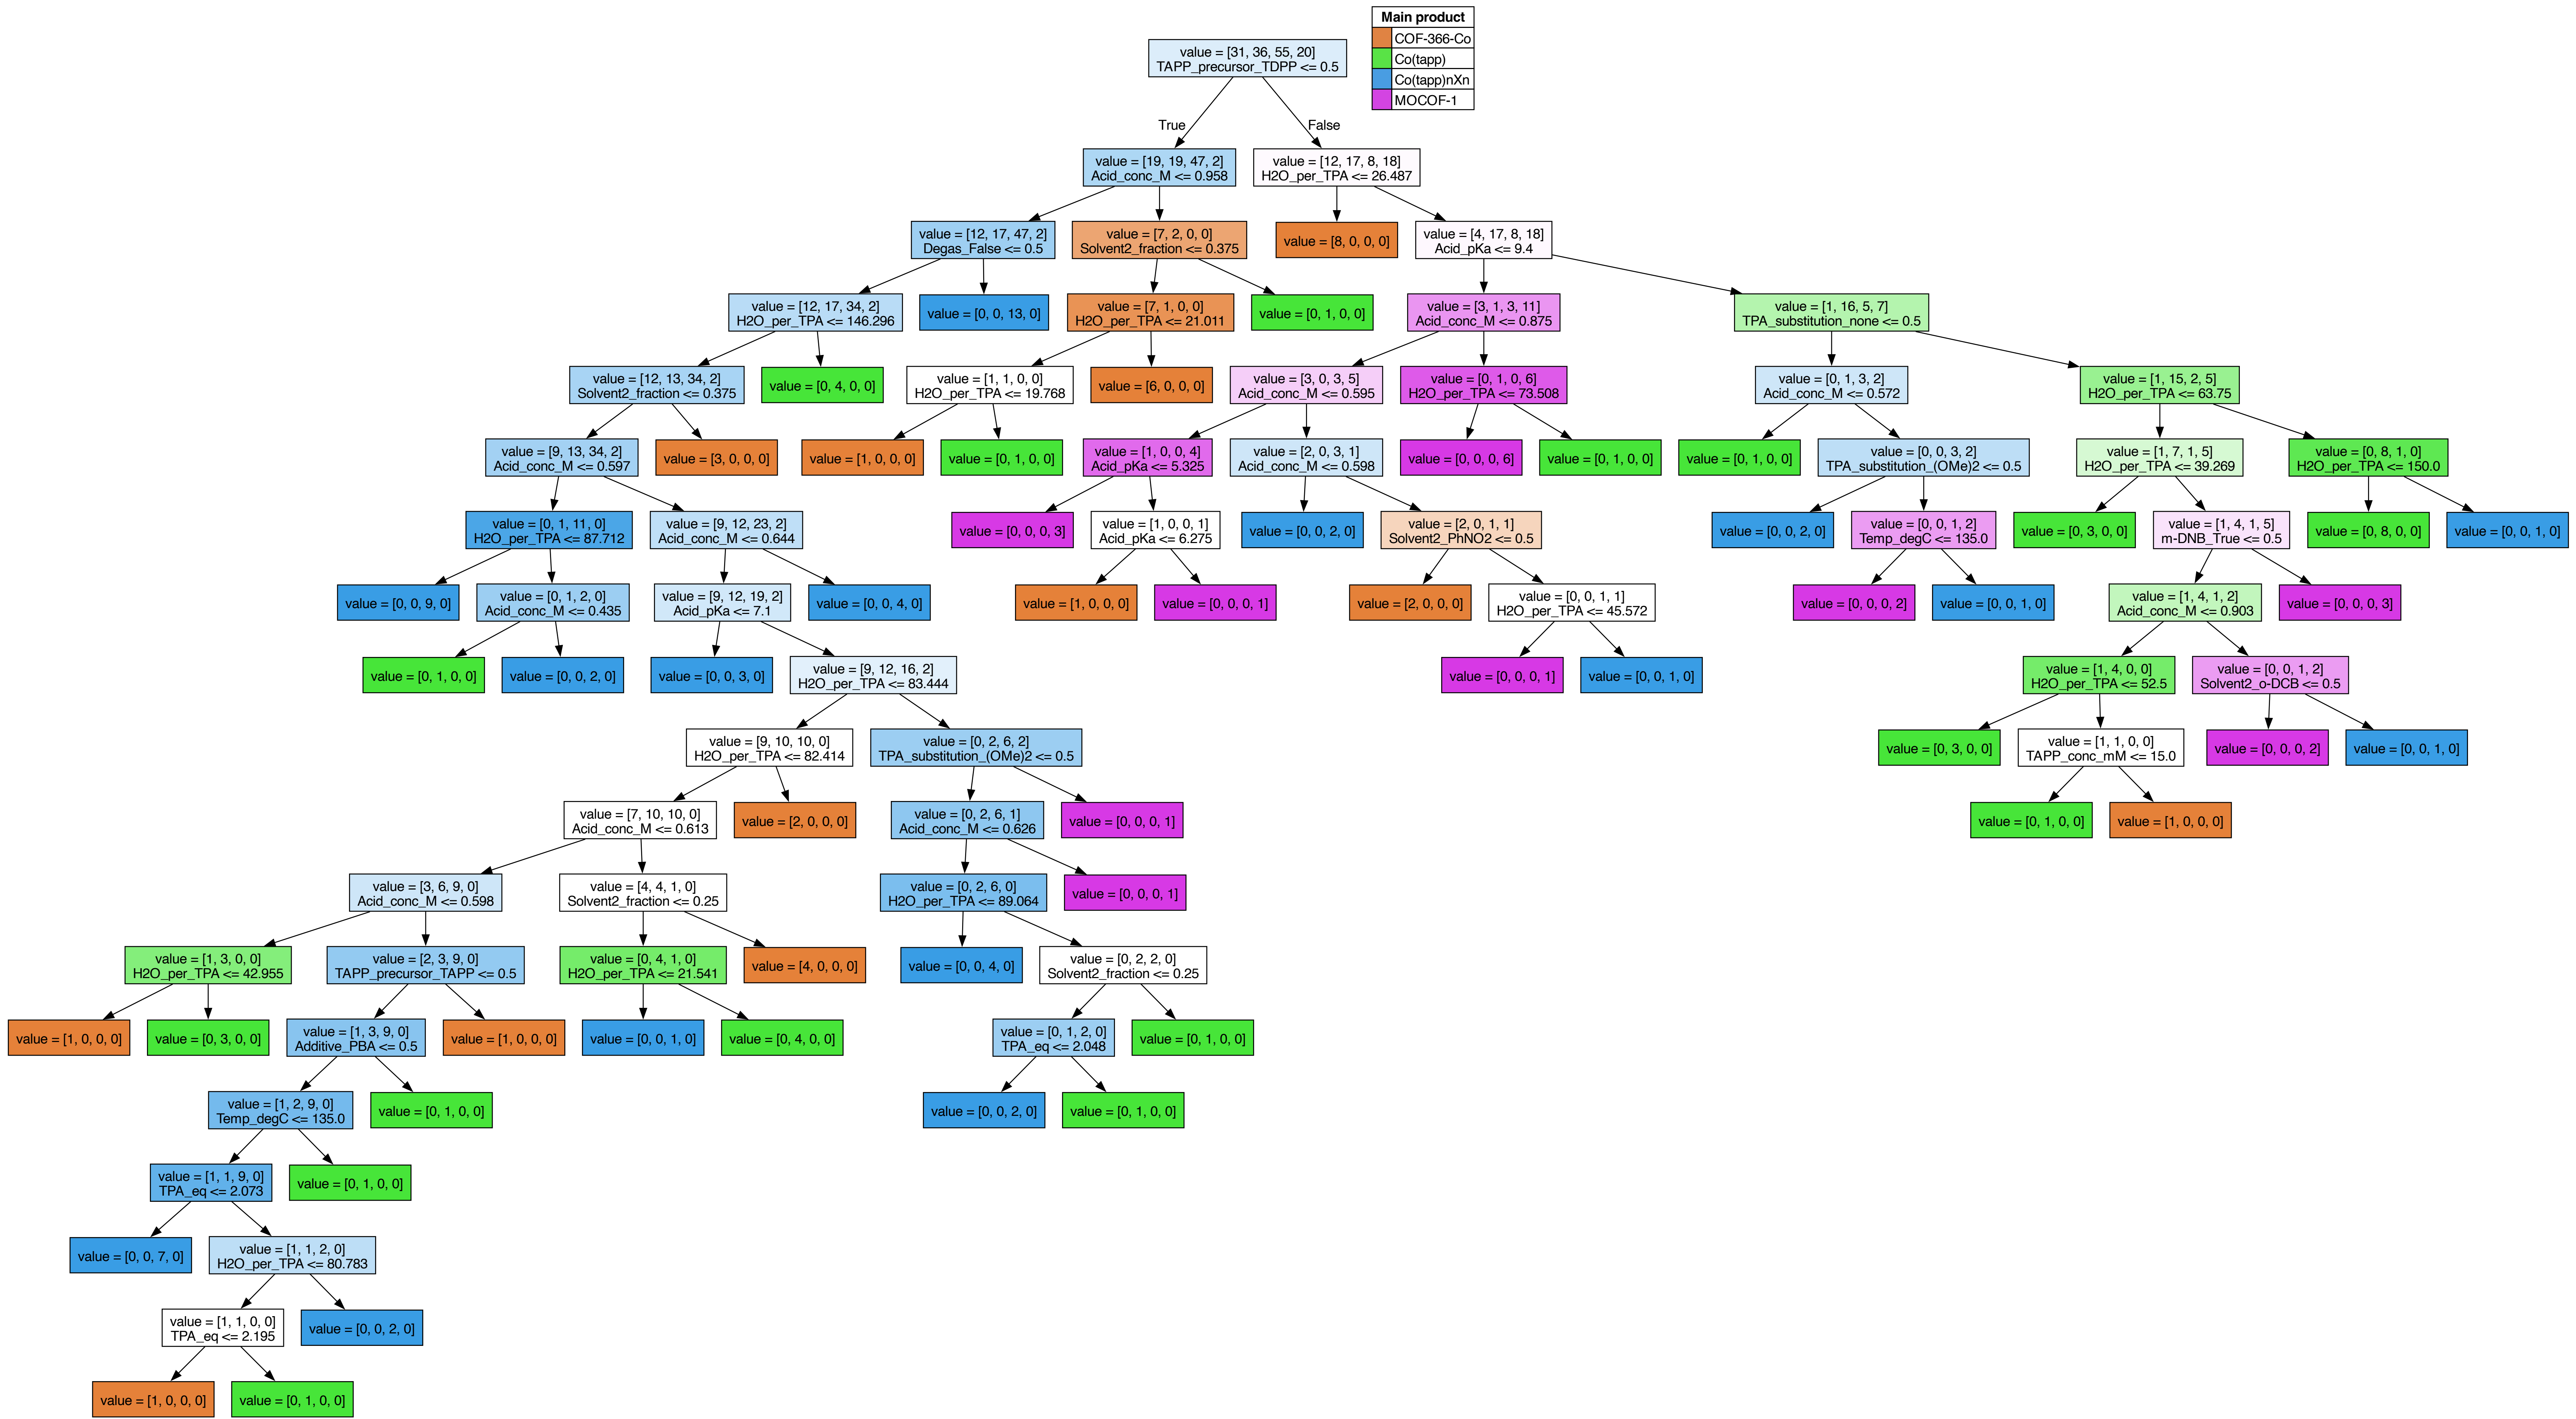 Main product
COF-366-Co
Co(tapp)
Co(tapp)nXn
MOCOF-1
value = [31, 36, 55, 20]
TAPP_precursor_TDPP <= 0.5
True
False
value = [19, 19, 47, 2]
Acid_conc_M <= 0.958
value = [12, 17, 8, 18]
H2O_per_TPA <= 26.487
value = [12, 17, 47, 2]
Degas_False <= 0.5
value = [7, 2, 0, 0]
Solvent2_fraction <= 0.375
value = [8, 0, 0, 0]
value = [4, 17, 8, 18]
Acid_pKa <= 9.4
value = [12, 17, 34, 2]
H2O_per_TPA <= 146.296
value = [0, 0, 13, 0]
value = [7, 1, 0, 0]
H2O_per_TPA <= 21.011
value = [0, 1, 0, 0]
value = [3, 1, 3, 11]
Acid_conc_M <= 0.875
value = [1, 16, 5, 7]
TPA_substitution_none <= 0.5
value = [12, 13, 34, 2]
Solvent2_fraction <= 0.375
value = [0, 4, 0, 0]
value = [1, 1, 0, 0]
H2O_per_TPA <= 19.768
value = [6, 0, 0, 0]
value = [3, 0, 3, 5]
Acid_conc_M <= 0.595
value = [0, 1, 0, 6]
H2O_per_TPA <= 73.508
value = [0, 1, 3, 2]
Acid_conc_M <= 0.572
value = [1, 15, 2, 5]
H2O_per_TPA <= 63.75
value = [9, 13, 34, 2]
Acid_conc_M <= 0.597
value = [3, 0, 0, 0]
value = [1, 0, 0, 0]
value = [0, 1, 0, 0]
value = [1, 0, 0, 4]
Acid_pKa <= 5.325
value = [2, 0, 3, 1]
Acid_conc_M <= 0.598
value = [0, 0, 0, 6]
value = [0, 1, 0, 0]
value = [0, 1, 0, 0]
value = [0, 0, 3, 2]
TPA_substitution_(OMe)2 <= 0.5
value = [1, 7, 1, 5]
H2O_per_TPA <= 39.269
value = [0, 8, 1, 0]
H2O_per_TPA <= 150.0
value = [0, 1, 11, 0]
H2O_per_TPA <= 87.712
value = [9, 12, 23, 2]
Acid_conc_M <= 0.644
value = [0, 0, 0, 3]
value = [1, 0, 0, 1]
Acid_pKa <= 6.275
value = [0, 0, 2, 0]
value = [2, 0, 1, 1]
Solvent2_PhNO2 <= 0.5
value = [0, 0, 2, 0]
value = [0, 0, 1, 2]
Temp_degC <= 135.0
value = [0, 3, 0, 0]
value = [1, 4, 1, 5]
m-DNB_True <= 0.5
value = [0, 8, 0, 0]
value = [0, 0, 1, 0]
value = [0, 0, 9, 0]
value = [0, 1, 2, 0]
Acid_conc_M <= 0.435
value = [9, 12, 19, 2]
Acid_pKa <= 7.1
value = [0, 0, 4, 0]
value = [1, 0, 0, 0]
value = [0, 0, 0, 1]
value = [2, 0, 0, 0]
value = [0, 0, 1, 1]
H2O_per_TPA <= 45.572
value = [0, 0, 0, 2]
value = [0, 0, 1, 0]
value = [1, 4, 1, 2]
Acid_conc_M <= 0.903
value = [0, 0, 0, 3]
value = [0, 1, 0, 0]
value = [0, 0, 2, 0]
value = [0, 0, 3, 0]
value = [9, 12, 16, 2]
H2O_per_TPA <= 83.444
value = [0, 0, 0, 1]
value = [0, 0, 1, 0]
value = [1, 4, 0, 0]
H2O_per_TPA <= 52.5
value = [0, 0, 1, 2]
Solvent2_o-DCB <= 0.5
value = [9, 10, 10, 0]
H2O_per_TPA <= 82.414
value = [0, 2, 6, 2]
TPA_substitution_(OMe)2 <= 0.5
value = [0, 3, 0, 0]
value = [1, 1, 0, 0]
TAPP_conc_mM <= 15.0
value = [0, 0, 0, 2]
value = [0, 0, 1, 0]
value = [7, 10, 10, 0]
Acid_conc_M <= 0.613
value = [2, 0, 0, 0]
value = [0, 2, 6, 1]
Acid_conc_M <= 0.626
value = [0, 0, 0, 1]
value = [0, 1, 0, 0]
value = [1, 0, 0, 0]
value = [3, 6, 9, 0]
Acid_conc_M <= 0.598
value = [4, 4, 1, 0]
Solvent2_fraction <= 0.25
value = [0, 2, 6, 0]
H2O_per_TPA <= 89.064
value = [0, 0, 0, 1]
value = [1, 3, 0, 0]
H2O_per_TPA <= 42.955
value = [2, 3, 9, 0]
TAPP_precursor_TAPP <= 0.5
value = [0, 4, 1, 0]
H2O_per_TPA <= 21.541
value = [4, 0, 0, 0]
value = [0, 0, 4, 0]
value = [0, 2, 2, 0]
Solvent2_fraction <= 0.25
value = [1, 0, 0, 0]
value = [0, 3, 0, 0]
value = [1, 3, 9, 0]
Additive_PBA <= 0.5
value = [1, 0, 0, 0]
value = [0, 0, 1, 0]
value = [0, 4, 0, 0]
value = [0, 1, 2, 0]
TPA_eq <= 2.048
value = [0, 1, 0, 0]
value = [1, 2, 9, 0]
Temp_degC <= 135.0
value = [0, 1, 0, 0]
value = [0, 0, 2, 0]
value = [0, 1, 0, 0]
value = [1, 1, 9, 0]
TPA_eq <= 2.073
value = [0, 1, 0, 0]
value = [0, 0, 7, 0]
value = [1, 1, 2, 0]
H2O_per_TPA <= 80.783
value = [1, 1, 0, 0]
TPA_eq <= 2.195
value = [0, 0, 2, 0]
value = [1, 0, 0, 0]
value = [0, 1, 0, 0]